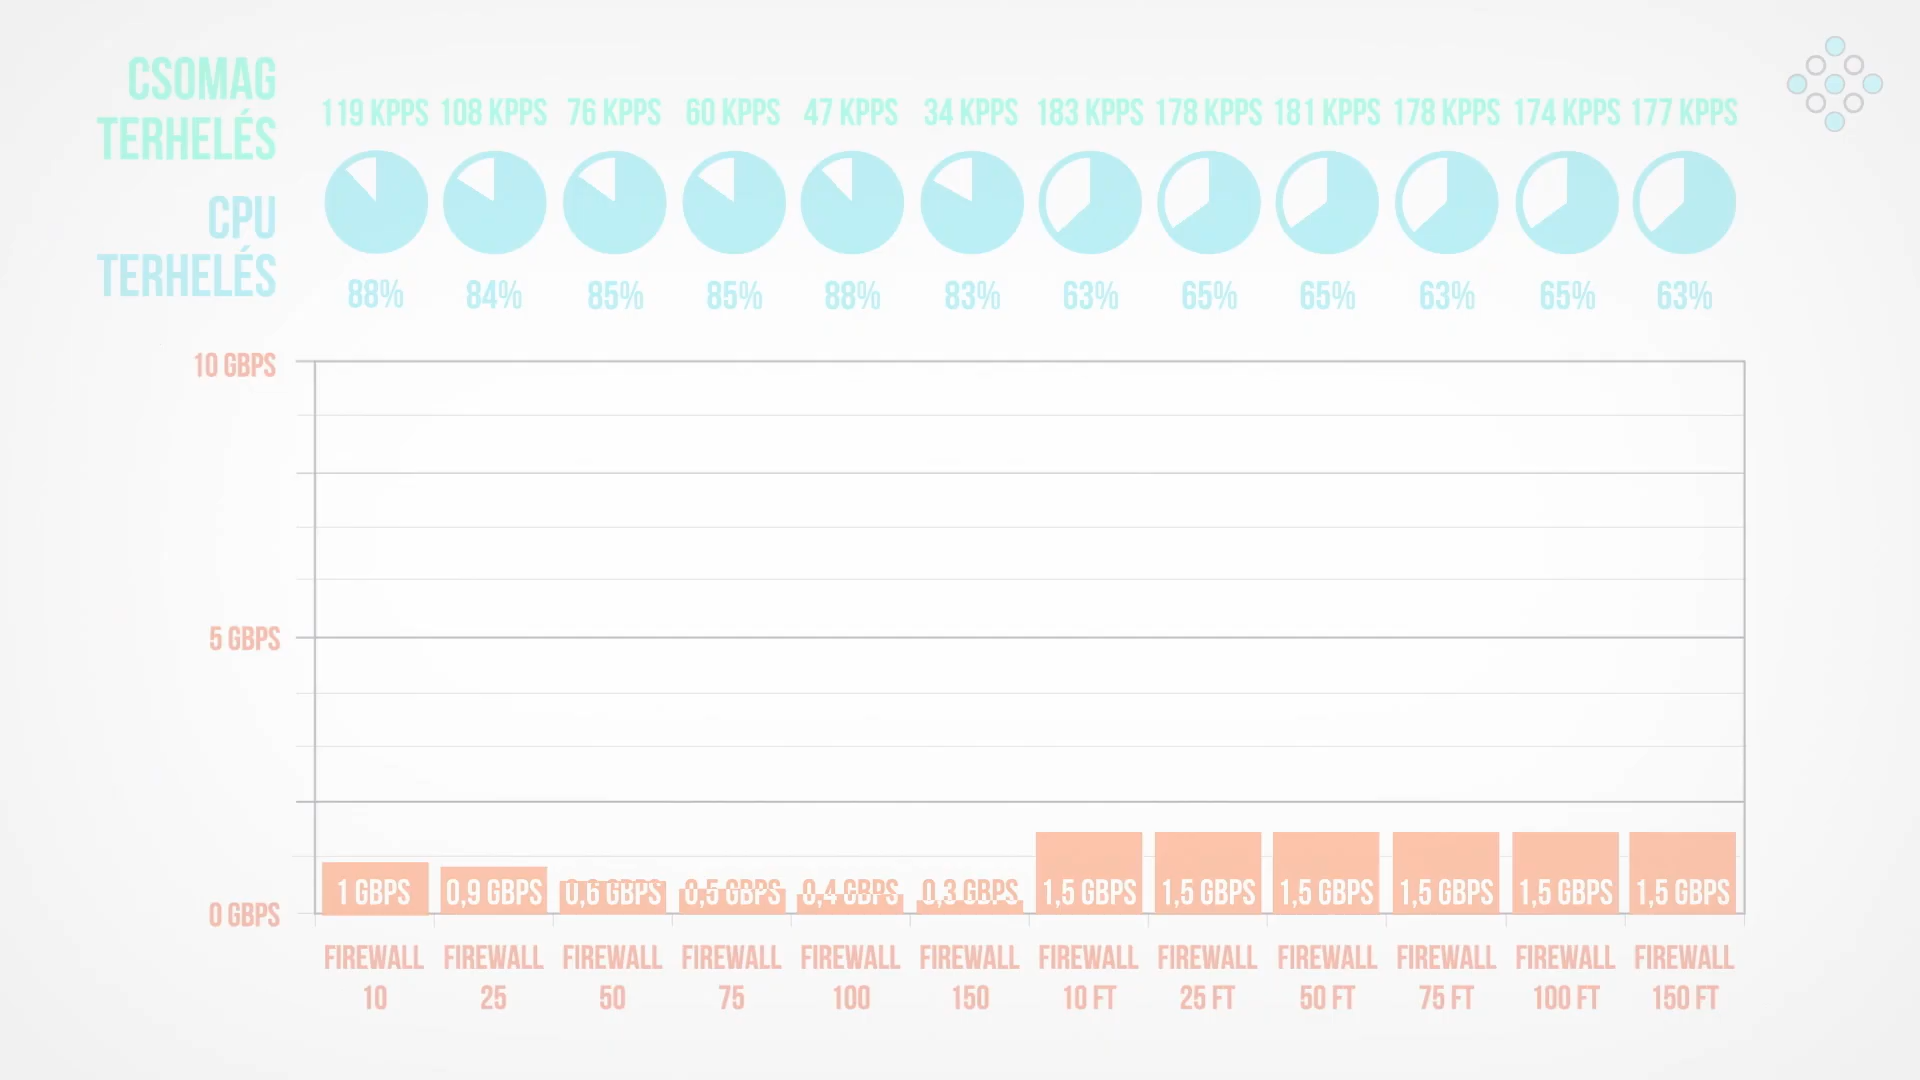 CSOMAG
TERHELÉS
119 KPPS 108 KPPS 76 KPPS 60 KPPS 47 KPPS 34 KPPS 183 KPPS 178 KPPS 181 KPPS 178 KPPS 174 KPPS 177 KPPS
CPU
TERHELÉS
88% 84% 85% 85% 88% 83% 63% 65% 65% 63% 65% 63%
10 GBPS
5 GBPS
0 GBPS
1 GBPS 0,9 GBPS 0,6 GBPS 0,5 GBPS 0,4 GBPS 0,3 GBPS 1,5 GBPS 1,5 GBPS 1,5 GBPS 1,5 GBPS 1,5 GBPS 1,5 GBPS
FIREWALL FIREWALL FIREWALL FIREWALL FIREWALL FIREWALL FIREWALL FIREWALL FIREWALL FIREWALL FIREWALL FIREWALL
10 25 50 75 100 150 10 FT 25 FT 50 FT 75 FT 100 FT 150 FT